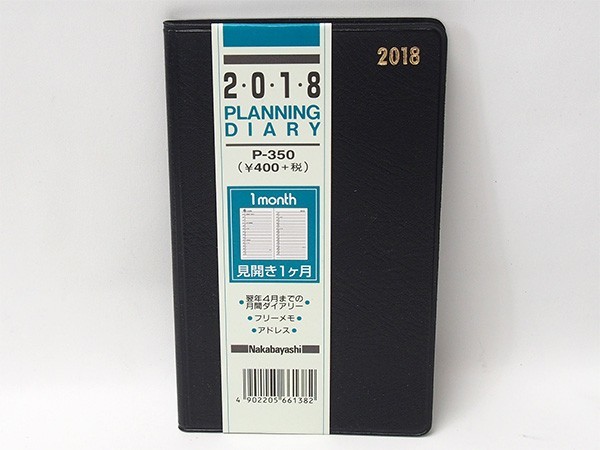 2018
2·0·1·8
PLANNING
DIARY
P-350
(¥400+税)
1month
見開き1ヶ月
•翌年4月までの•
月間ダイアリー
•フリーメモ•
•アドレス•
Nakabayashi
4 902205 661382